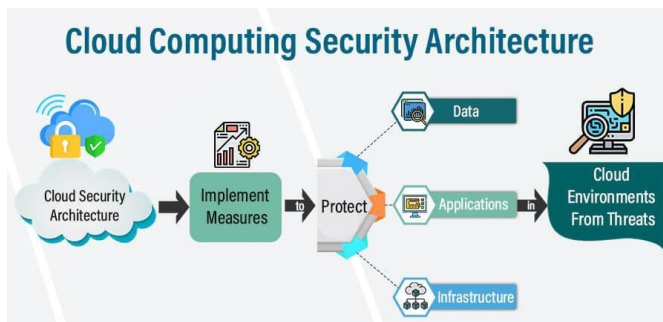 Cloud Computing Security Architecture
Cloud Security
Architecture
Implement
Measures
to
Protect
Data
Applications
Infrastructure
in
Cloud
Environments
From Threats